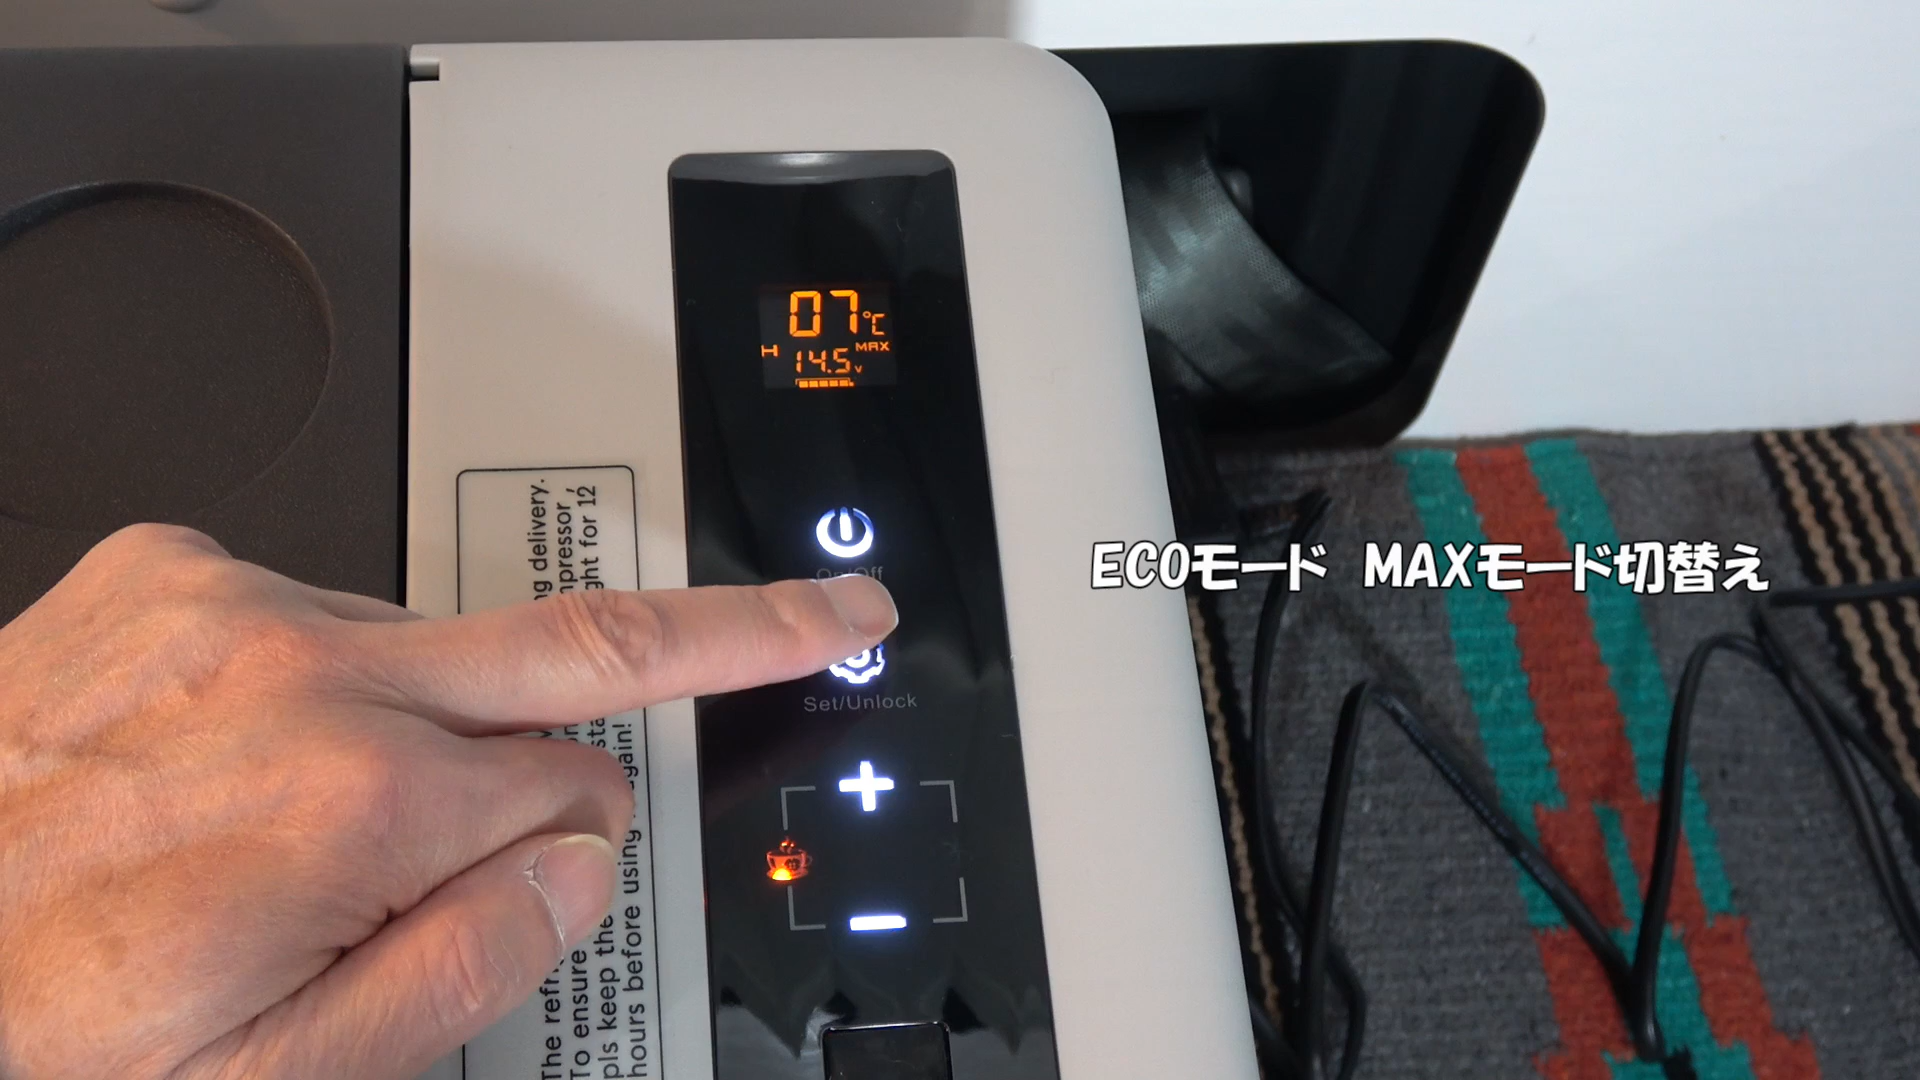 07℃
H MAX
14.5v
On/Off
ECOモード MAXモード切替え
Set/Unlock
ng delivery.
mpressor,
ght for 12
The refr
To ensure
pls keep the
hours before using
gain!